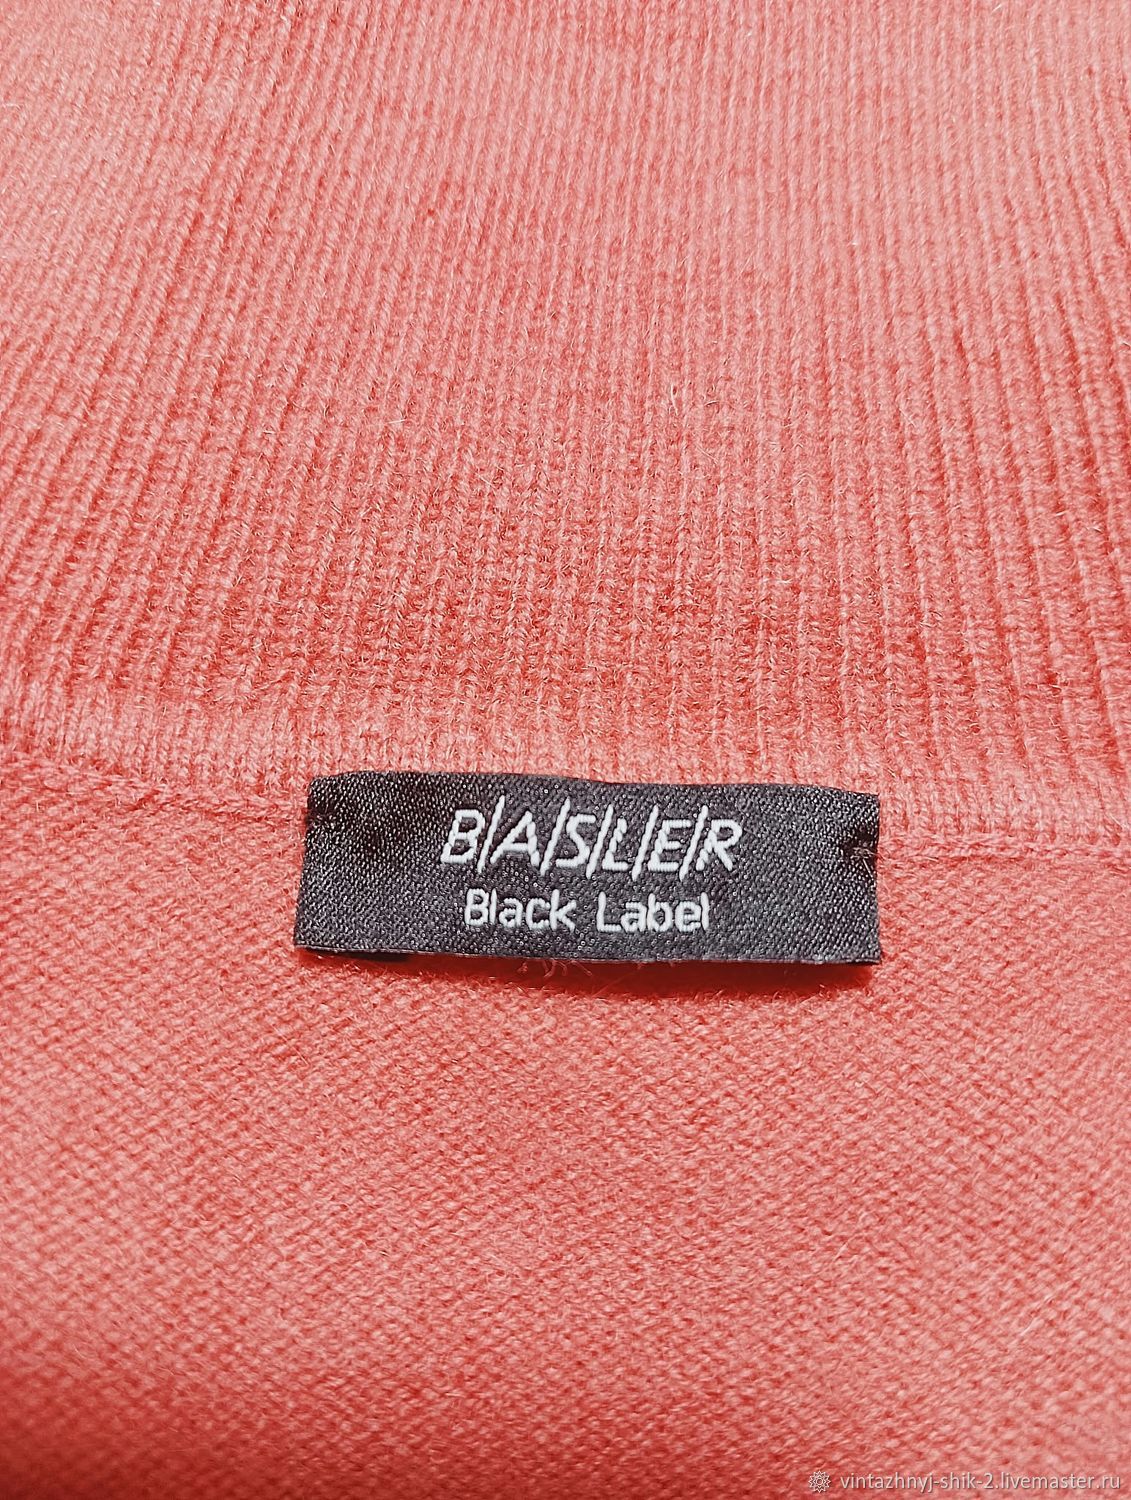 B/A/S/L/E/R
Black Label
vintazhnyj-shik-2.livemaster.ru